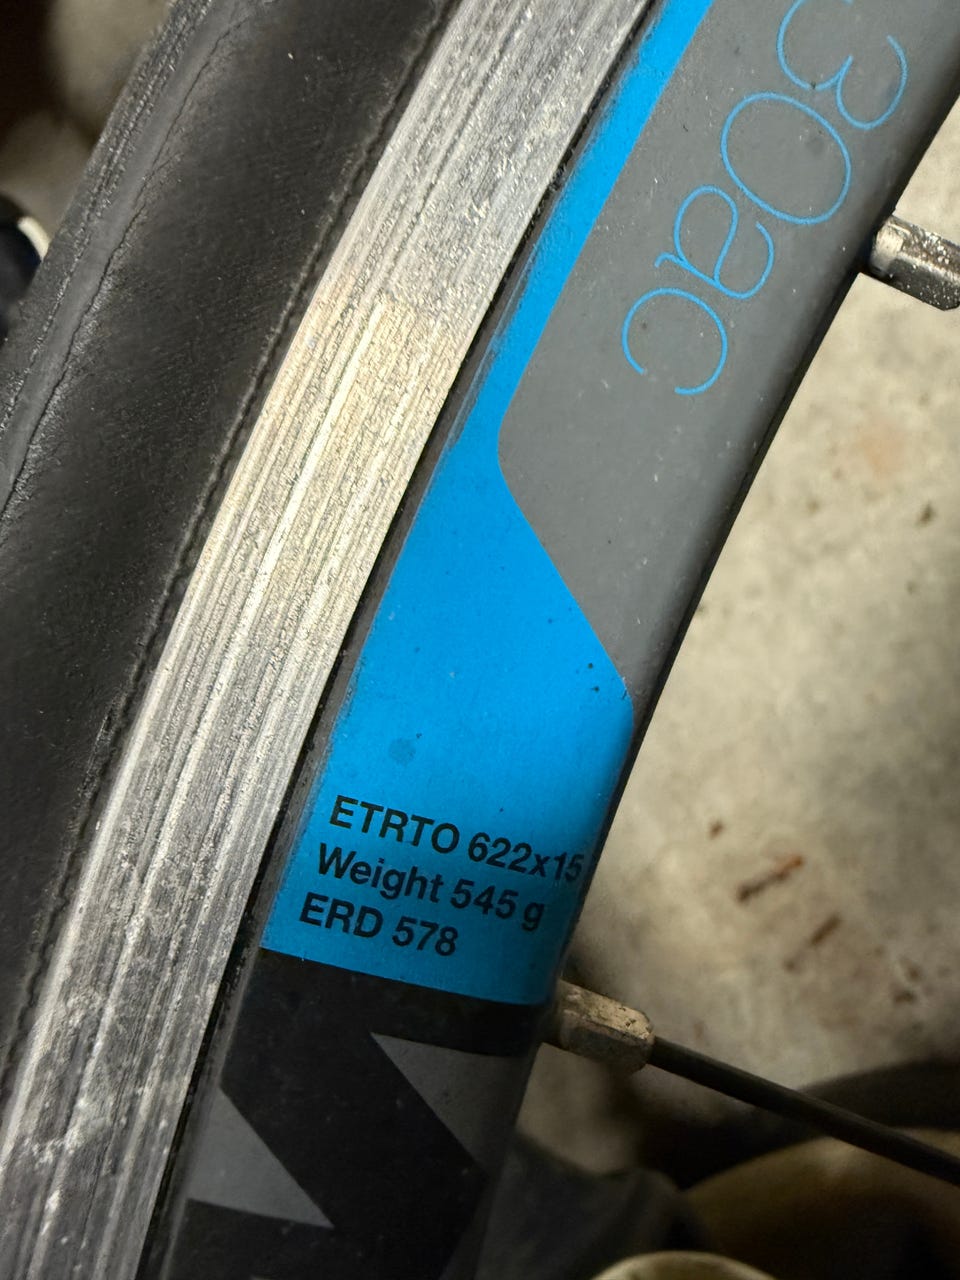 30ac
ETRTO 622x15
Weight 545 g
ERD 578